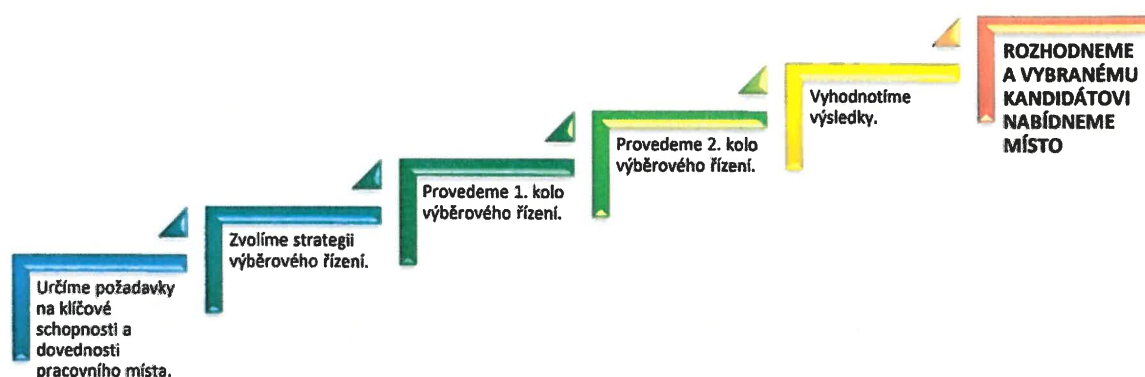 Určíme požadavky
na klíčové
schopnosti a
dovednosti
pracovního místa.
Zvolíme strategii
výběrového řízení.
Provedeme 1. kolo
výběrového řízení.
Provedeme 2. kolo
výběrového řízení.
Vyhodnotíme
výsledky.
ROZHODNEME
A VYBRANÉMU
KANDIDÁTOVI
NABÍDNEME
MÍSTO